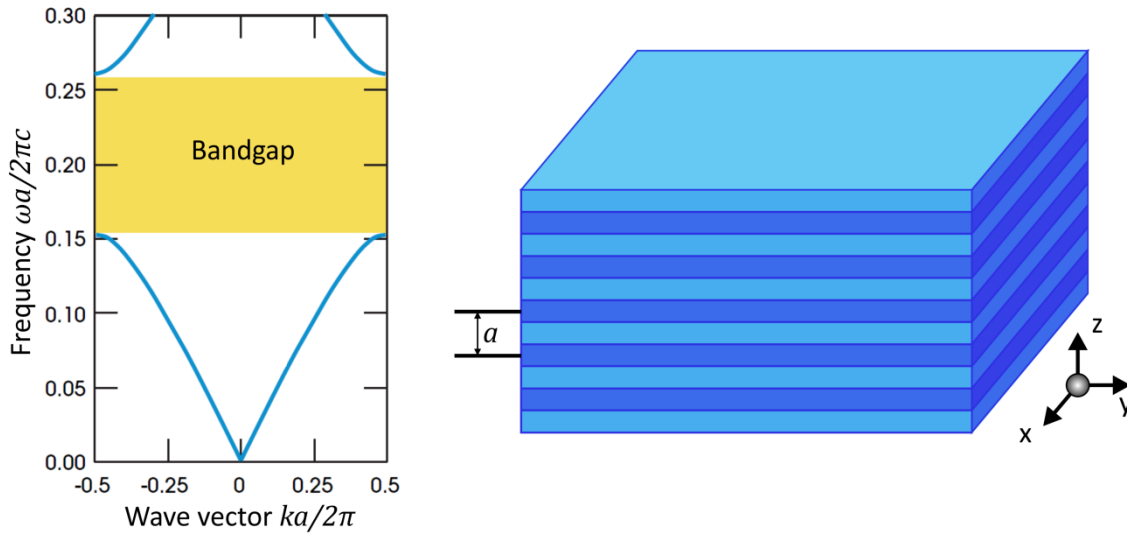 0.30
0.25
0.20
0.15
0.10
0.05
0.00
Frequency ωa/2πc
Bandgap
-0.5 -0.25 0 0.25 0.5
Wave vector ka/2π
a
z
y
x